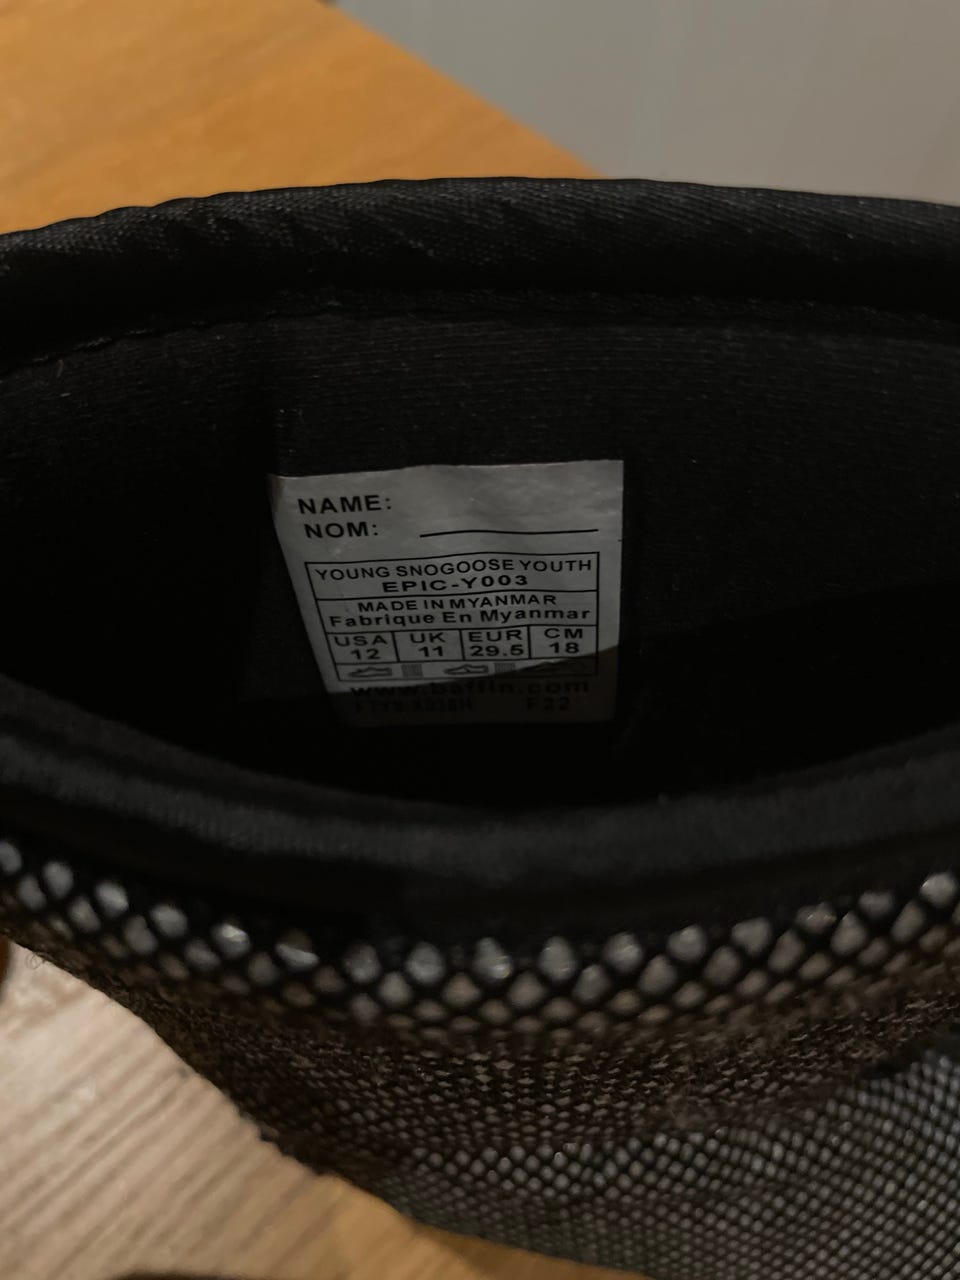 NAME:
NOM:
YOUNG SNOGOOSE YOUTH
EPIC-Y003
MADE IN MYANMAR
Fabrique En Myanmar
USA UK EUR CM
12 11 29.5 18
www.baffin.com
F22